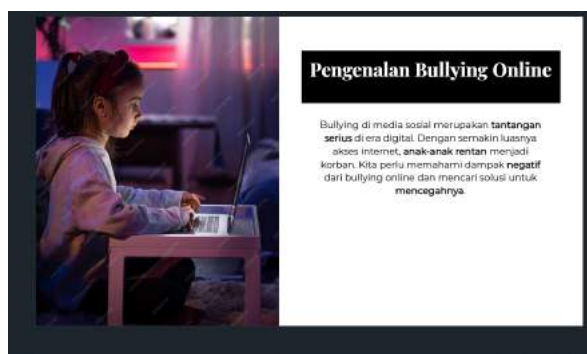 Pengenalan Bullying Online
Bullying di media sosial merupakan tantangan
serius di era digital. Dengan semakin luasnya
akses internet, anak-anak rentan menjadi
korban. Kita perlu memahami dampak negatif
dari bullying online dan mencari solusi untuk
mencegahnya.